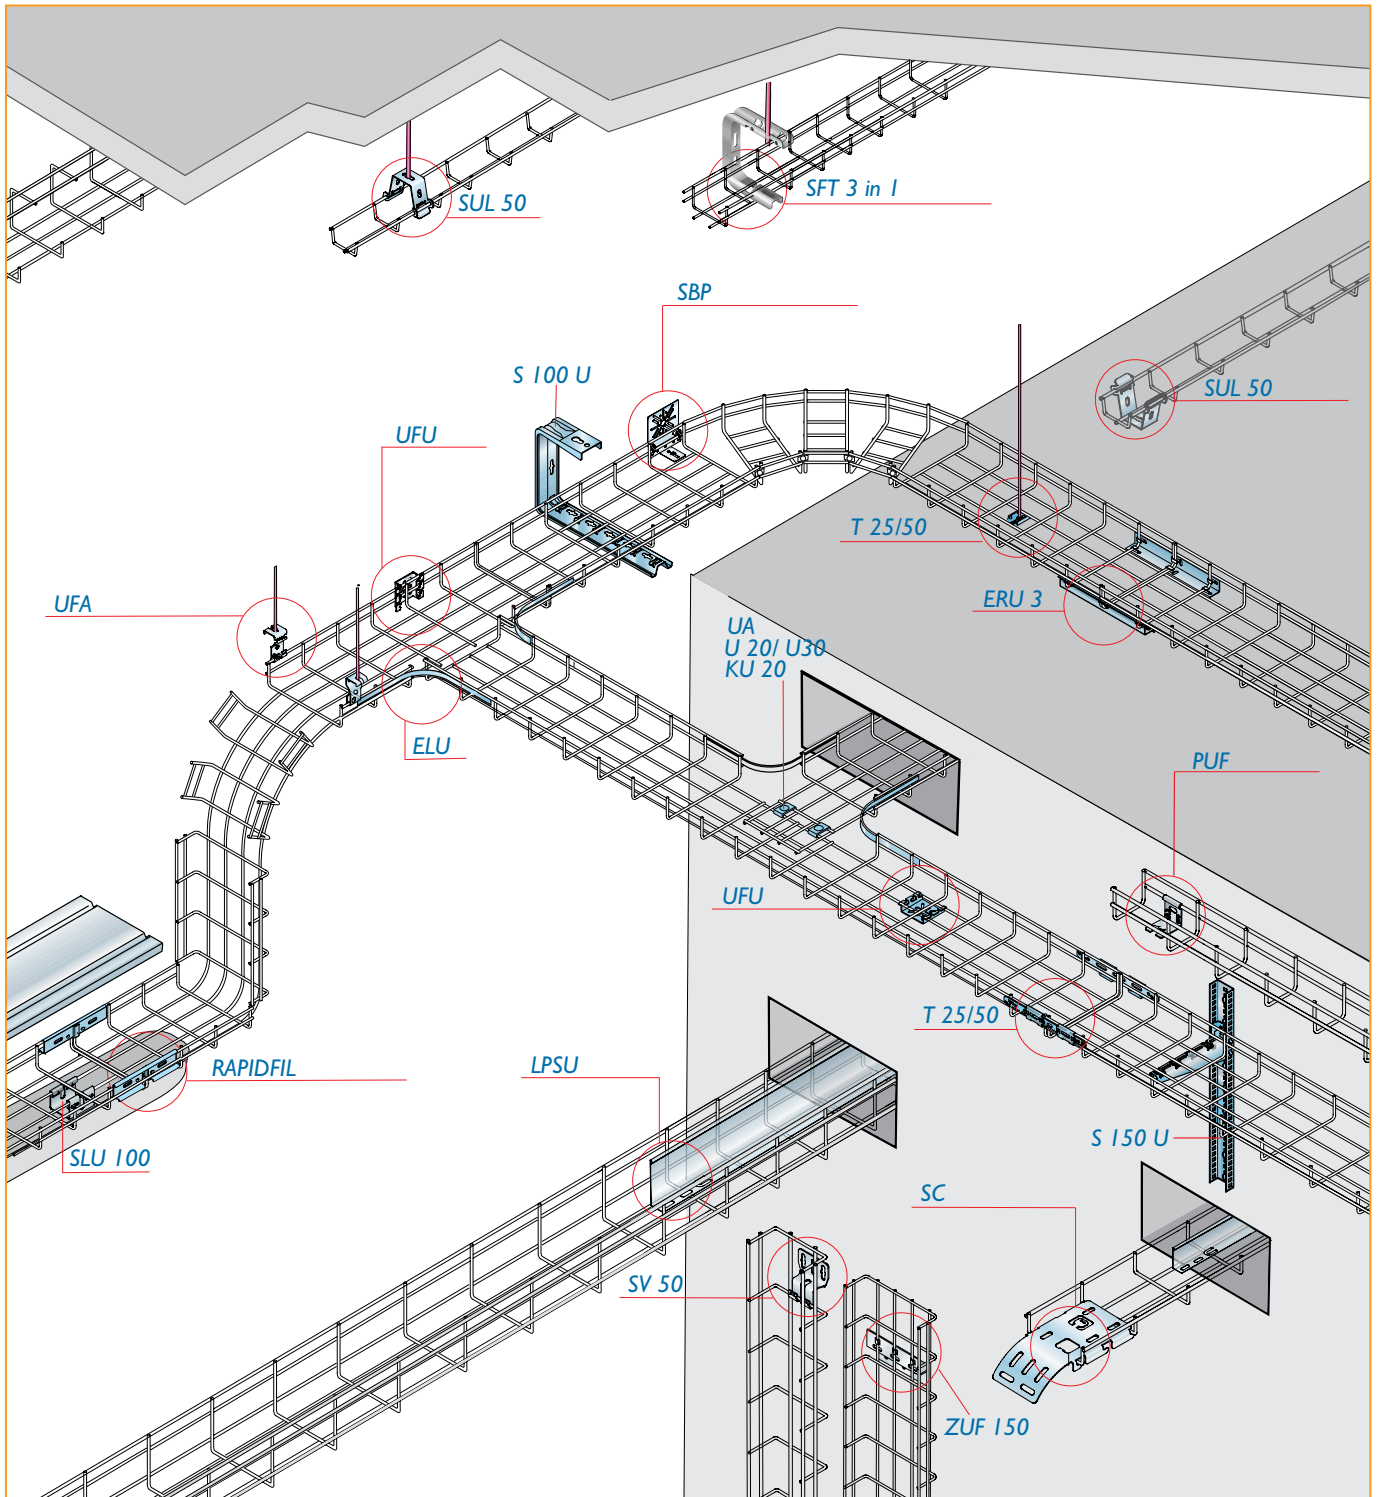 SUL 50
SFT 3 in 1
SBP
S 100 U
SUL 50
UFU
T 25/50
UFA
ERU 3
UA
U 20/ U30
KU 20
ELU
PUF
UFU
T 25/50
RAPIDFIL
LPSU
S 150 U
SLU 100
SC
SV 50
ZUF 150